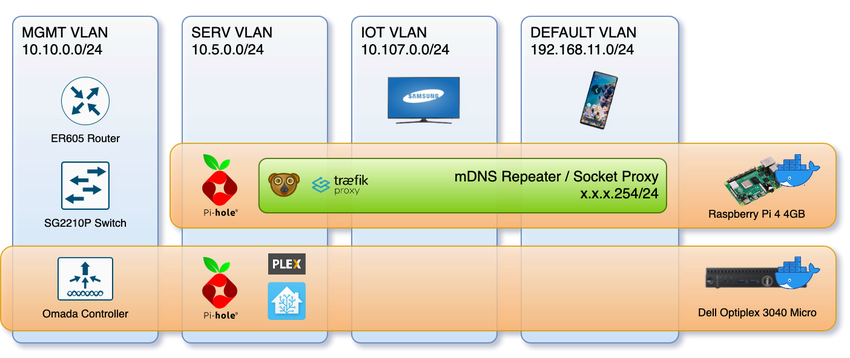 MGMT VLAN
10.10.0.0/24
SERV VLAN
10.5.0.0/24
IOT VLAN
10.107.0.0/24
DEFAULT VLAN
192.168.11.0/24
SAMSUNG
ER605 Router
SG2210P Switch
Pi-hole
træfik
proxy
mDNS Repeater / Socket Proxy
x.x.x.254/24
Raspberry Pi 4 4GB
Omada Controller
Pi-hole
PLEX
Dell Optiplex 3040 Micro